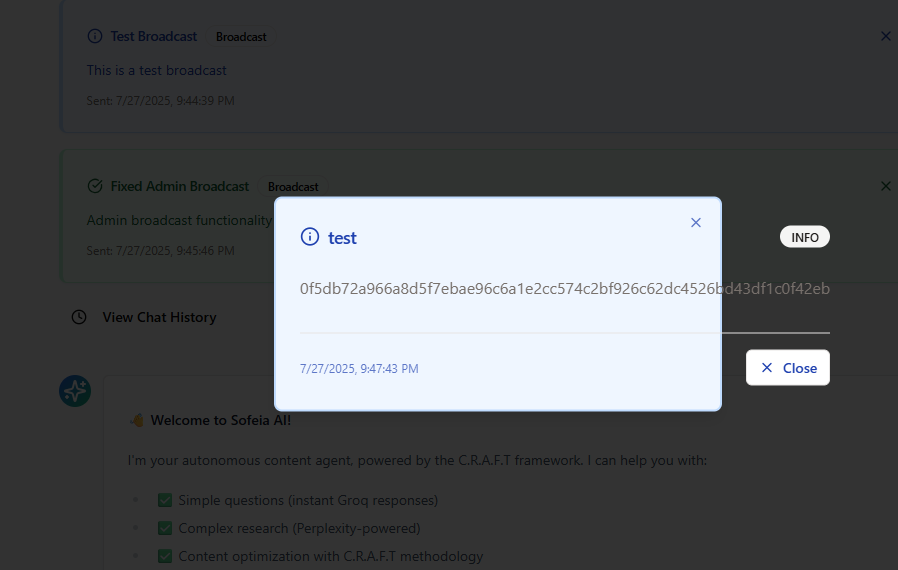 Test Broadcast Broadcast
This is a test broadcast
Sent: 7/27/2025, 9:44:39 PM
Fixed Admin Broadcast Broadcast
Admin broadcast functionality
Sent: 7/27/2025, 9:45:46 PM
test
INFO
0f5db72a966a8d5f7ebae96c6a1e2cc574c2bf926c62dc4526bd43df1c0f42eb
7/27/2025, 9:47:43 PM
Close
View Chat History
Welcome to Sofeia AI!
I'm your autonomous content agent, powered by the C.R.A.F.T framework. I can help you with:
Simple questions (instant Groq responses)
Complex research (Perplexity-powered)
Content optimization with C.R.A.F.T methodology